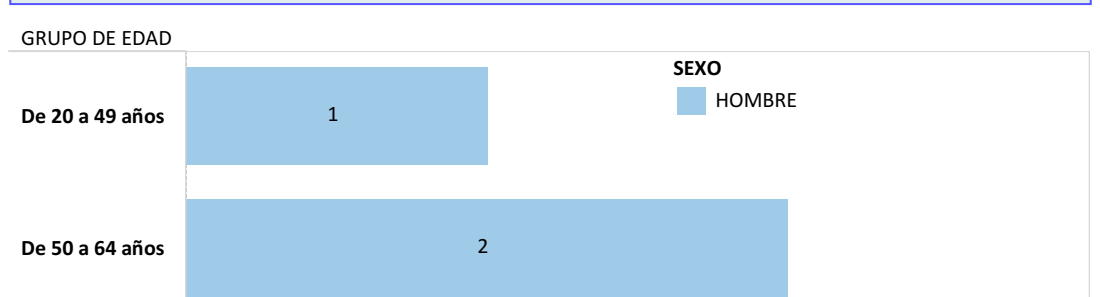 GRUPO DE EDAD
SEXO
HOMBRE
De 20 a 49 años
1
De 50 a 64 años
2